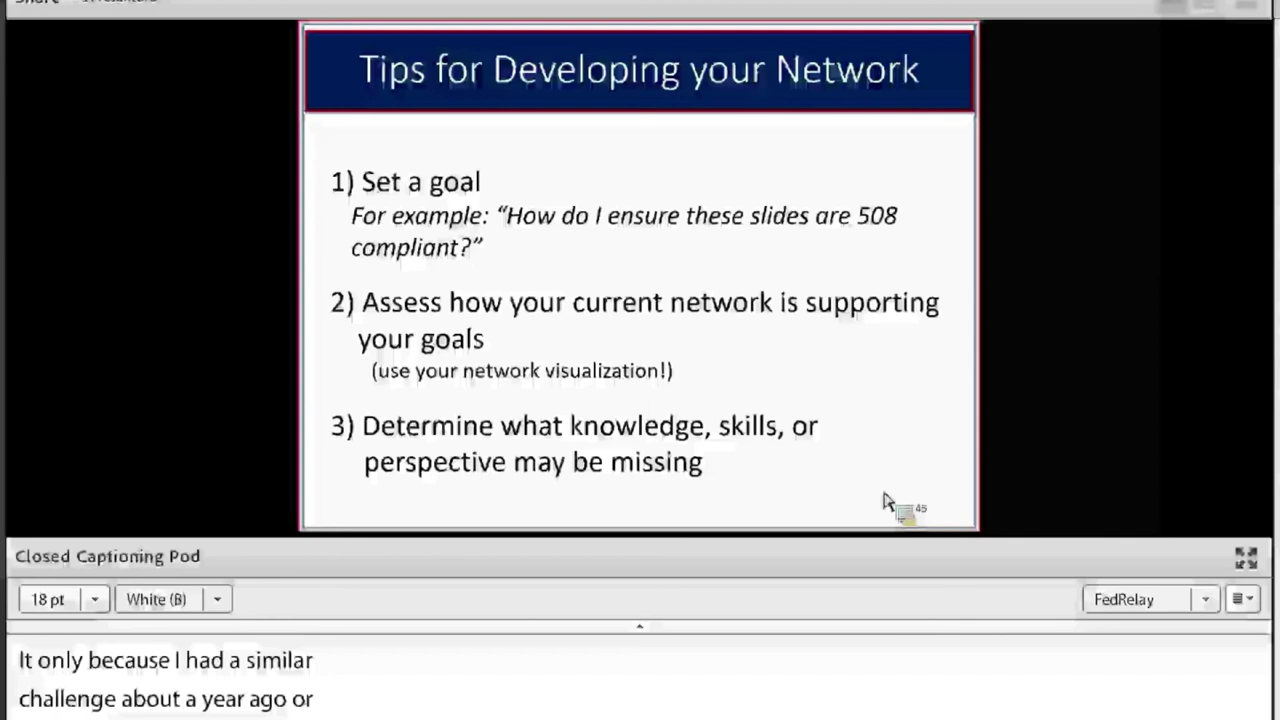 Tips for Developing your Network
1) Set a goal
For example: “How do I ensure these slides are 508
compliant?”
2) Assess how your current network is supporting
your goals
(use your network visualization!)
3) Determine what knowledge, skills, or
perspective may be missing
45
Closed Captioning Pod
18 pt
White (B)
FedRelay
It only because I had a similar
challenge about a year ago or